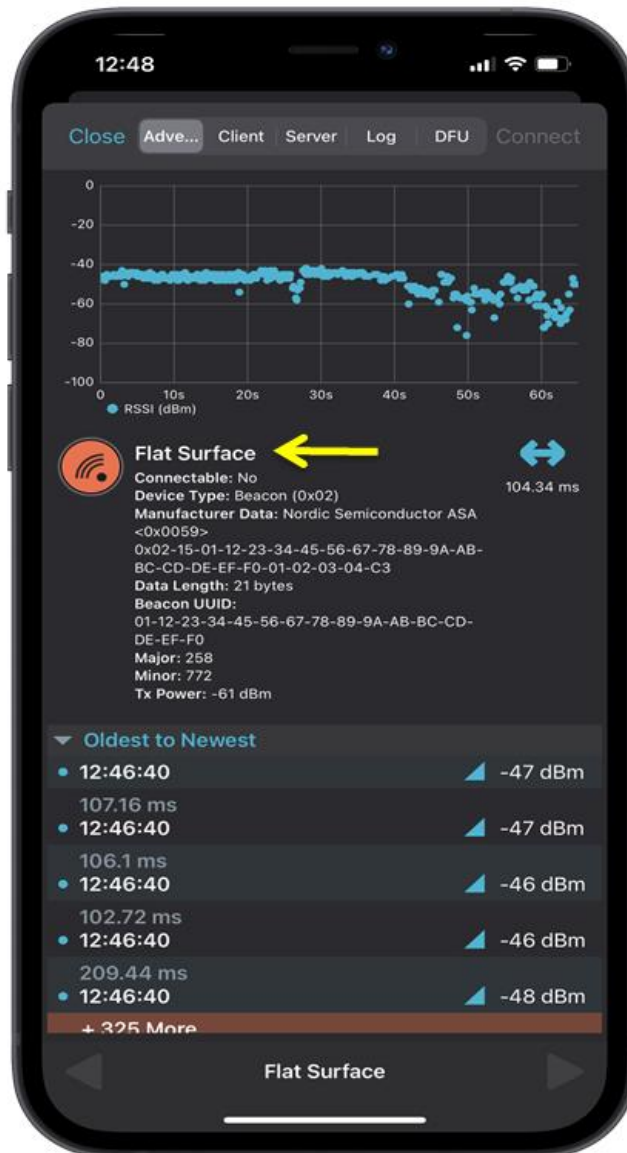 12:48
Close Adve... Client Server Log DFU Connect
0
-20
-40
-60
-80
-100
0 10s 20s 30s 40s 50s 60s
RSSI (dBm)
Flat Surface
104.34 ms
Connectable: No
Device Type: Beacon (0x02)
Manufacturer Data: Nordic Semiconductor ASA
<0x0059>
0x02-15-01-12-23-34-45-56-67-78-89-9A-AB-
BC-CD-DE-EF-F0-01-02-03-04-C3
Data Length: 21 bytes
Beacon UUID:
01-12-23-34-45-56-67-78-89-9A-AB-BC-CD-
DE-EF-F0
Major: 258
Minor: 772
Tx Power: -61 dBm
Oldest to Newest
12:46:40 -47 dBm
107.16 ms
12:46:40 -47 dBm
106.1 ms
12:46:40 -46 dBm
102.72 ms
12:46:40 -46 dBm
209.44 ms
12:46:40 -48 dBm
+ 325 More
Flat Surface